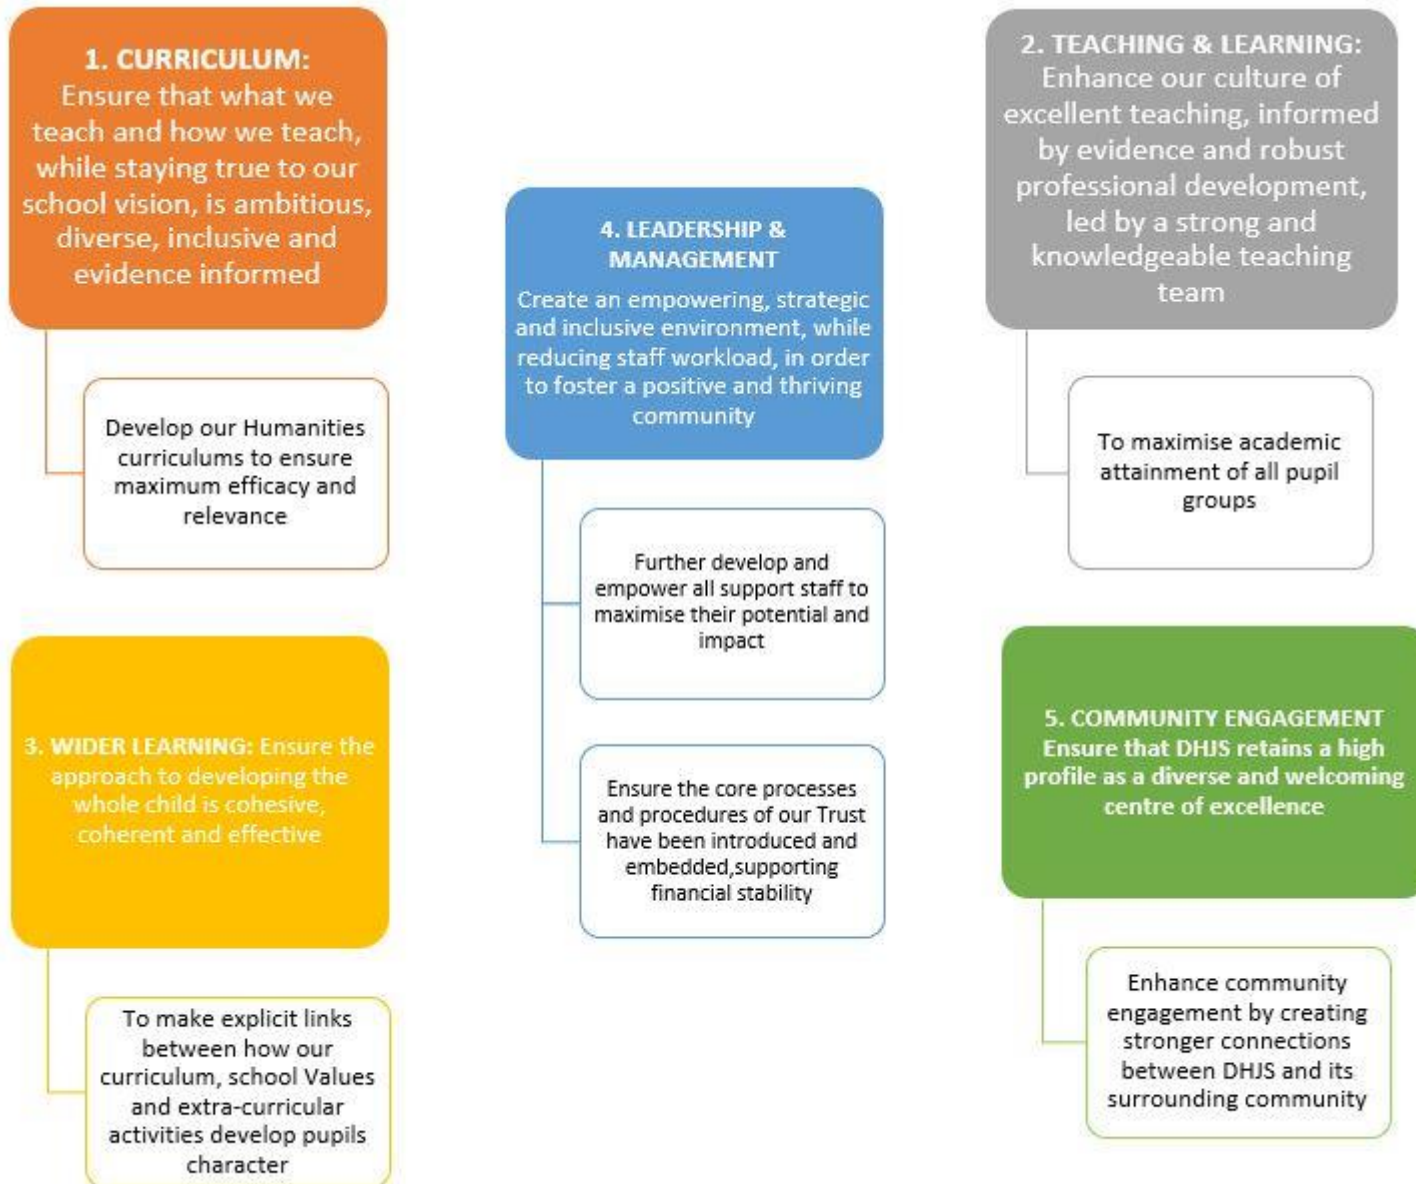 1. CURRICULUM:
Ensure that what we
teach and how we teach,
while staying true to our
school vision, is ambitious,
diverse, inclusive and
evidence informed
Develop our Humanities
curriculums to ensure
maximum efficacy and
relevance
2. TEACHING & LEARNING:
Enhance our culture of
excellent teaching, informed
by evidence and robust
professional development,
led by a strong and
knowledgeable teaching
team
To maximise academic
attainment of all pupil
groups
3. WIDER LEARNING: Ensure the
approach to developing the
whole child is cohesive,
coherent and effective
To make explicit links
between how our
curriculum, school Values
and extra-curricular
activities develop pupils
character
4. LEADERSHIP &
MANAGEMENT
Create an empowering, strategic
and inclusive environment, while
reducing staff workload, in order
to foster a positive and thriving
community
Further develop and
empower all support staff to
maximise their potential and
impact
Ensure the core processes
and procedures of our Trust
have been introduced and
embedded,supporting
financial stability
5. COMMUNITY ENGAGEMENT
Ensure that DHJS retains a high
profile as a diverse and welcoming
centre of excellence
Enhance community
engagement by creating
stronger connections
between DHJS and its
surrounding community